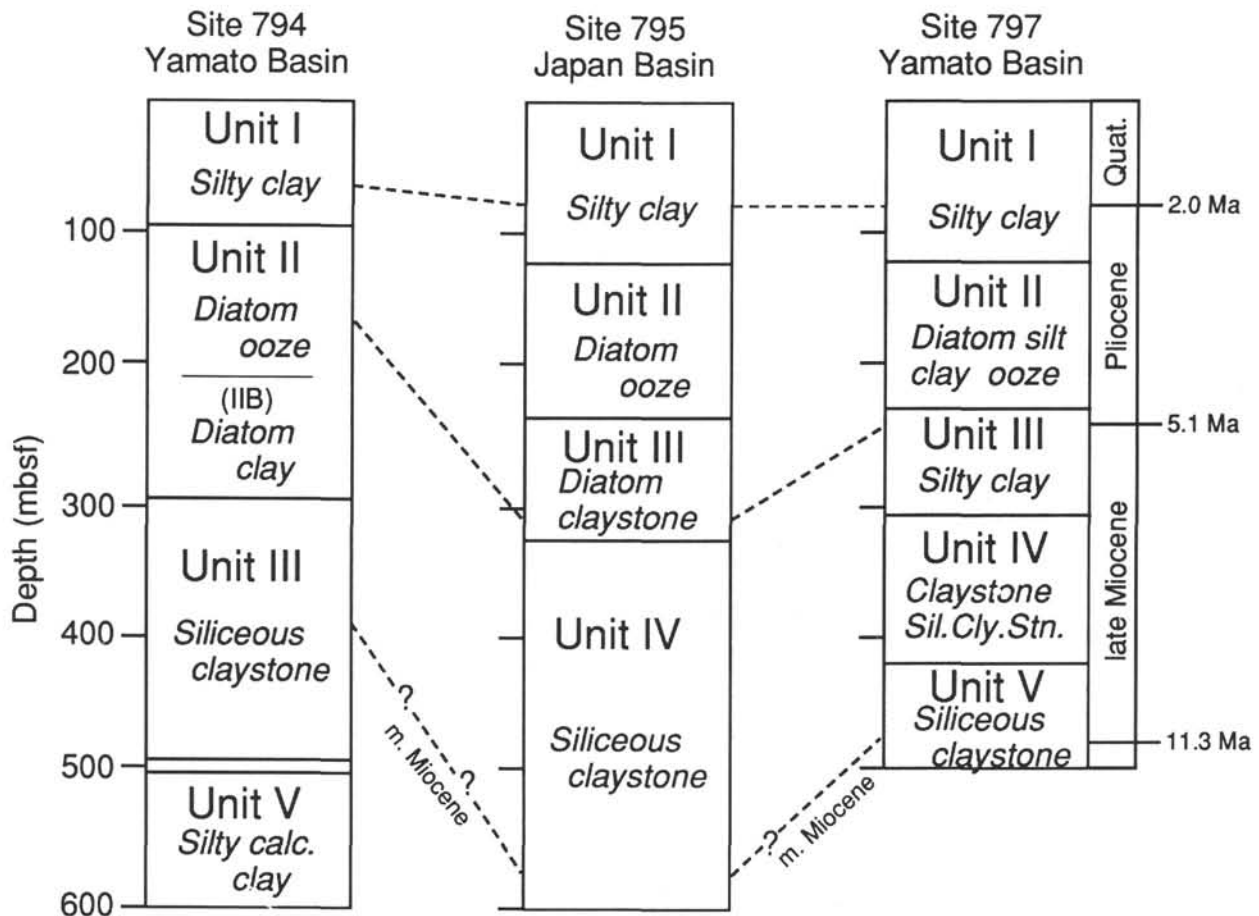 Site 794
Yamato Basin
Site 795
Japan Basin
Site 797
Yamato Basin
Depth (mbsf)
100
200
300
400
500
600
Unit I
Silty clay
Unit II
Diatom
ooze
(IIB)
Diatom
clay
Unit III
Siliceous
claystone
Unit V
Silty calc.
clay
?
?
m. Miocene
Unit I
Silty clay
Unit II
Diatom
ooze
Unit III
Diatom
claystone
Unit IV
Siliceous
claystone
?
m. Miocene
Unit I
Silty clay
Unit II
Diatom silt
clay ooze
Unit III
Silty clay
Unit IV
Claystone
Sil.Cly.Stn.
Unit V
Siliceous
claystone
Quat.
Pliocene
late Miocene
2.0 Ma
5.1 Ma
11.3 Ma